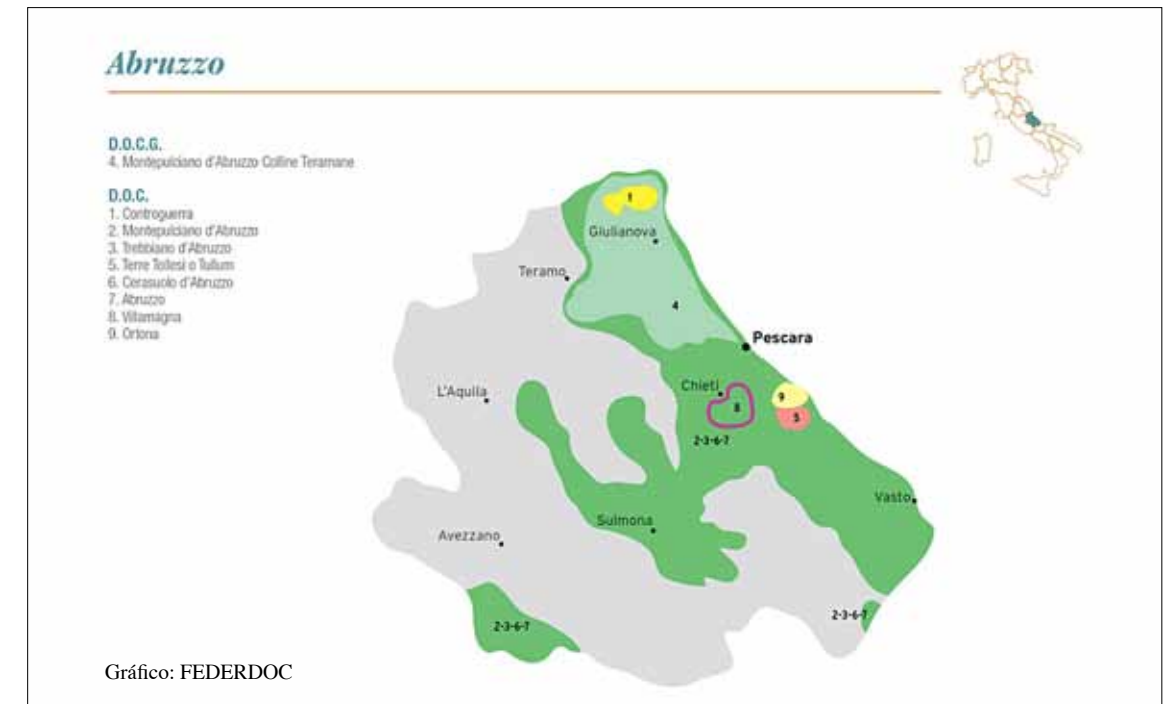 Abruzzo
D.O.C.G.
4. Montepulciano d'Abruzzo Colline Teramane
D.O.C.
1. Controguerra
2. Montepulciano d'Abruzzo
3. Trebbiano d'Abruzzo
5. Terre Tollesi o Tullum
6. Cerasuolo d'Abruzzo
7. Abruzzo
8. Villamagna
9. Ortona
1
Giulianova
Teramo
4
Pescara
Chieti
L'Aquila
9
8
5
2-3-6-7
Vasto
Sulmona
Avezzano
2-3-6-7
2-3-6-7
Gráfico: FEDERDOC